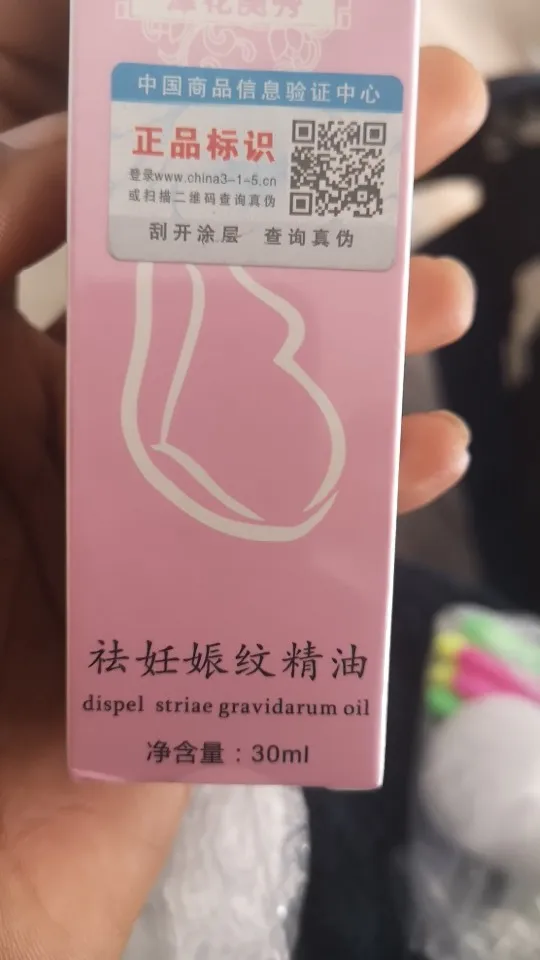 中国商品信息验证中心
正品标识
登录www.china3-1-5.cn
或扫描二维码查询真伪
刮开涂层 查询真伪
祛妊娠纹精油
dispel striae gravidarum oil
净含量：30ml